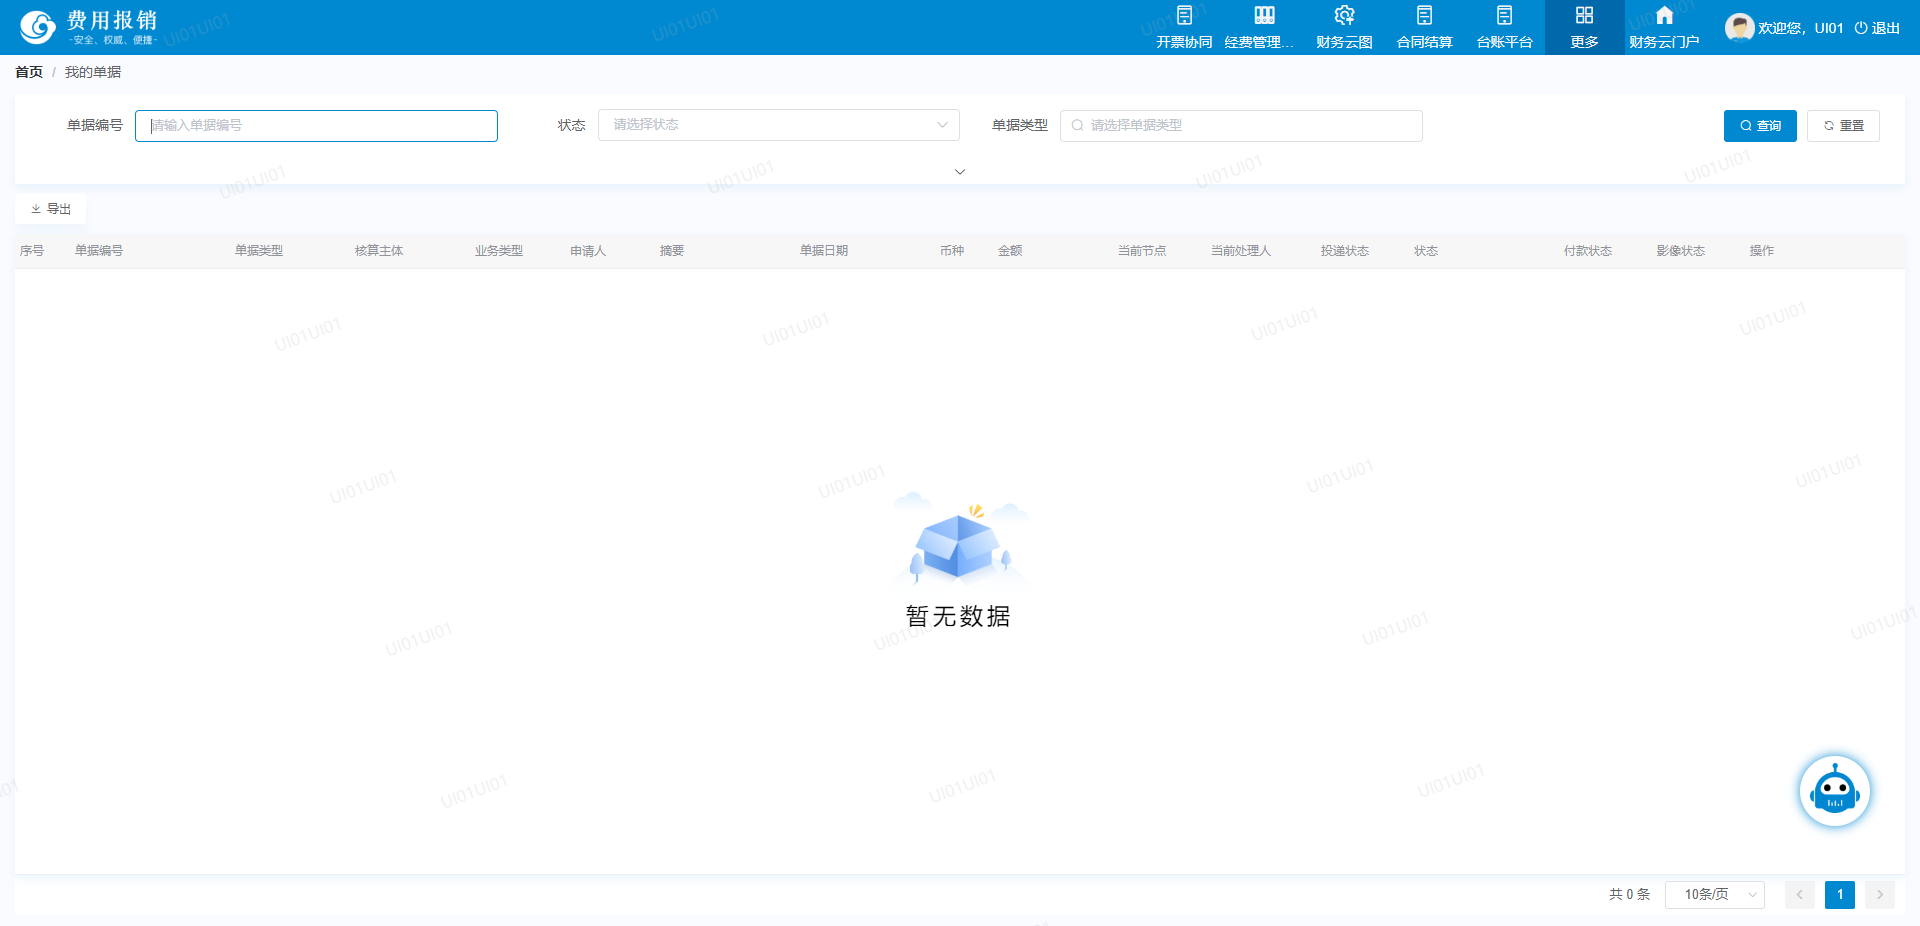 费用报销
-安全、权威、便捷-
开票协同
经费管理...
财务云图
合同结算
台账平台
更多
财务云门户
欢迎您，UI01
退出
首页 / 我的单据
单据编号
请输入单据编号
状态
请选择状态
单据类型
请选择单据类型
查询
重置
导出
序号 单据编号 单据类型 核算主体 业务类型 申请人 摘要 单据日期 币种 金额 当前节点 当前处理人 投递状态 状态 付款状态 影像状态 操作
暂无数据
共 0 条
10条/页
1
UI01UI01